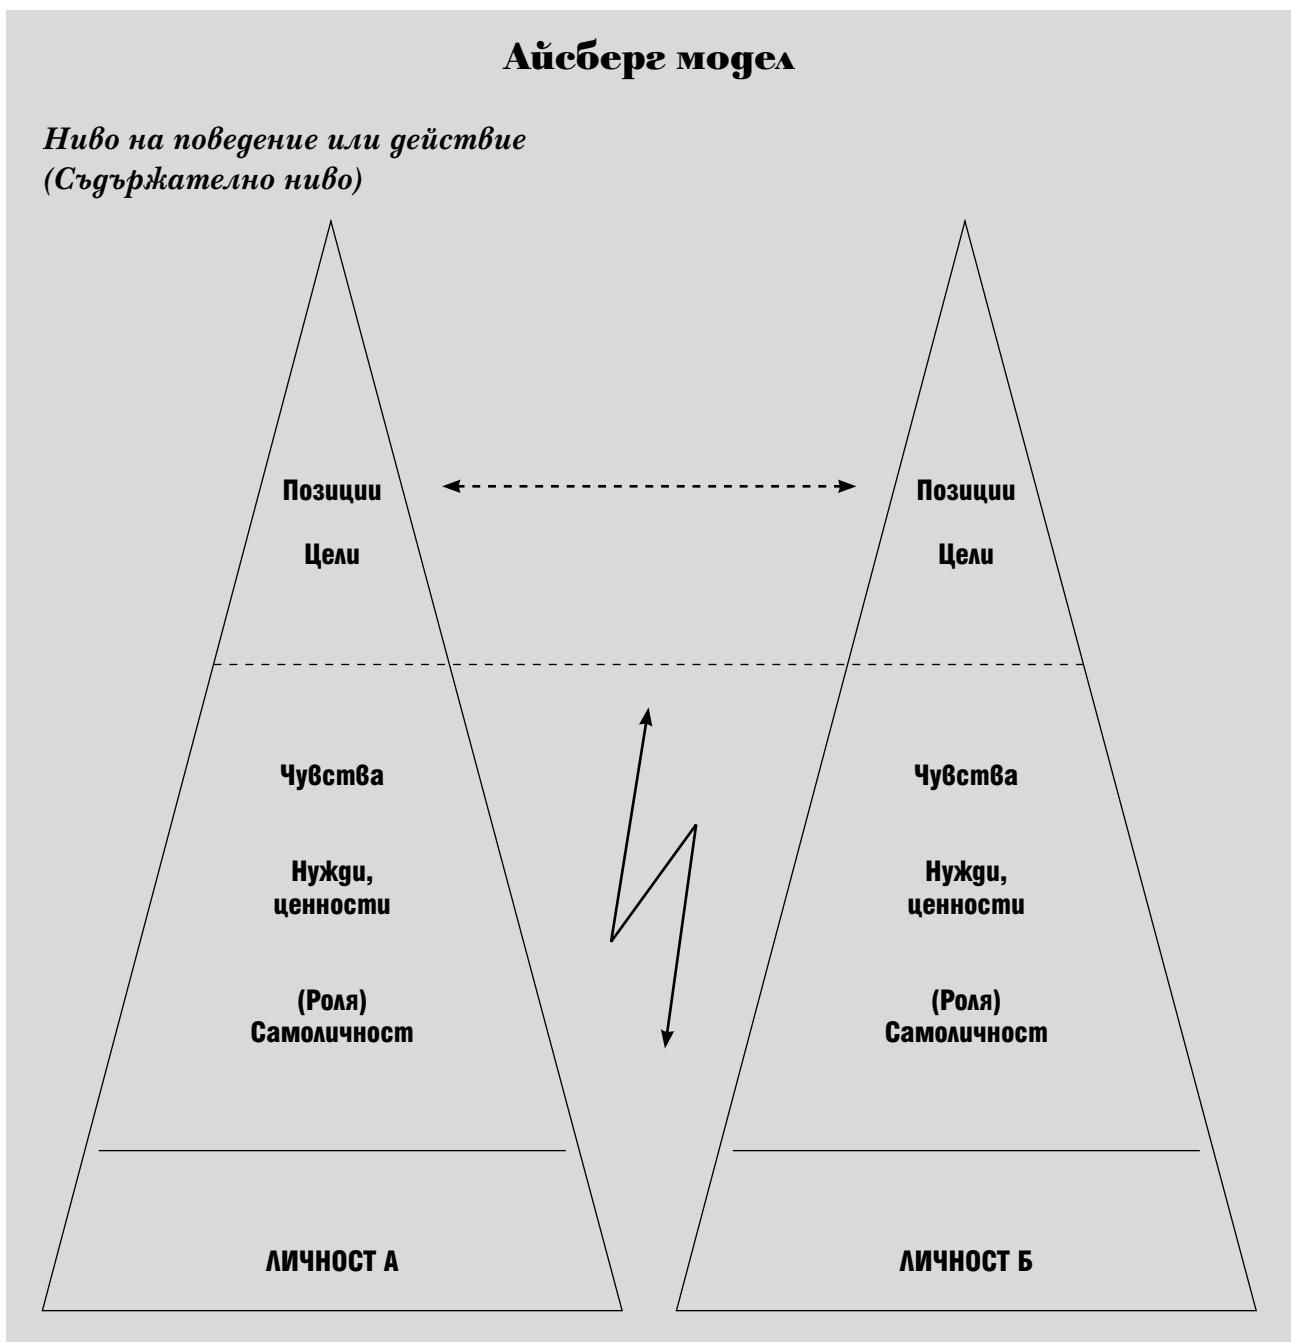 Айсберг модел
Ниво на поведение или действие
(Съдържателно ниво)
Позиции
Позиции
Цели
Цели
Чувства
Чувства
Нужди,
ценности
Нужди,
ценности
(Роля)
Самоличност
(Роля)
Самоличност
ЛИЧНОСТ А
ЛИЧНОСТ Б